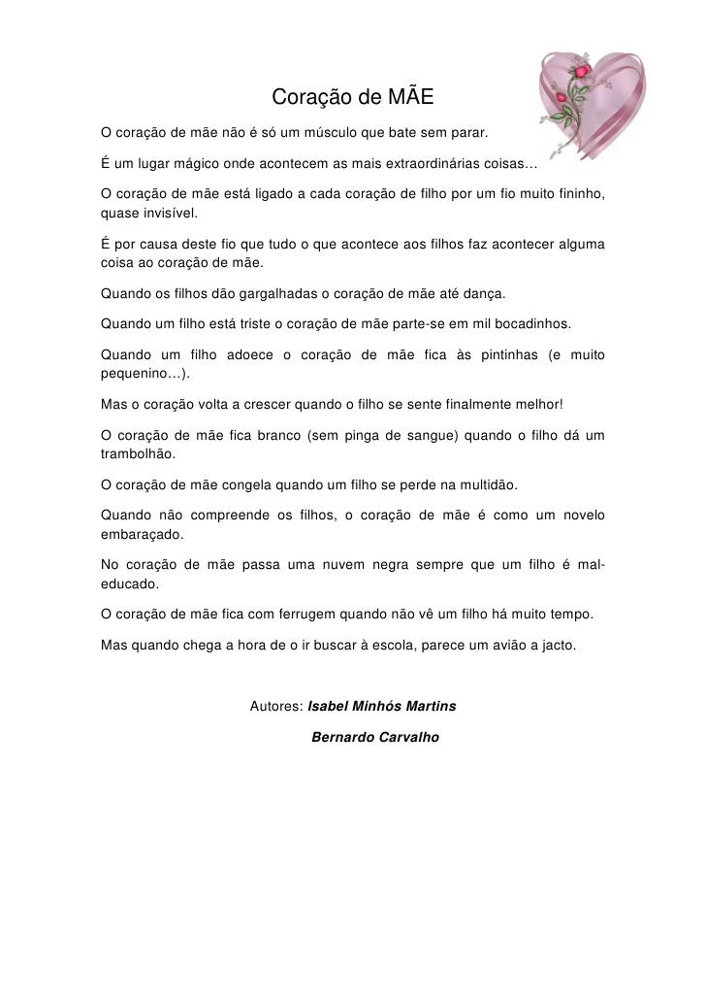 Coração de MÃE
O coração de mãe não é só um músculo que bate sem parar.
É um lugar mágico onde acontecem as mais extraordinárias coisas…
O coração de mãe está ligado a cada coração de filho por um fio muito fininho,
quase invisível.
É por causa deste fio que tudo o que acontece aos filhos faz acontecer alguma
coisa ao coração de mãe.
Quando os filhos dão gargalhadas o coração de mãe até dança.
Quando um filho está triste o coração de mãe parte-se em mil bocadinhos.
Quando um filho adoece o coração de mãe fica às pintinhas (e muito
pequenino…).
Mas o coração volta a crescer quando o filho se sente finalmente melhor!
O coração de mãe fica branco (sem pinga de sangue) quando o filho dá um
trambolhão.
O coração de mãe congela quando um filho se perde na multidão.
Quando não compreende os filhos, o coração de mãe é como um novelo
embaraçado.
No coração de mãe passa uma nuvem negra sempre que um filho é mal-
educado.
O coração de mãe fica com ferrugem quando não vê um filho há muito tempo.
Mas quando chega a hora de o ir buscar à escola, parece um avião a jacto.
Autores: Isabel Minhós Martins
Bernardo Carvalho